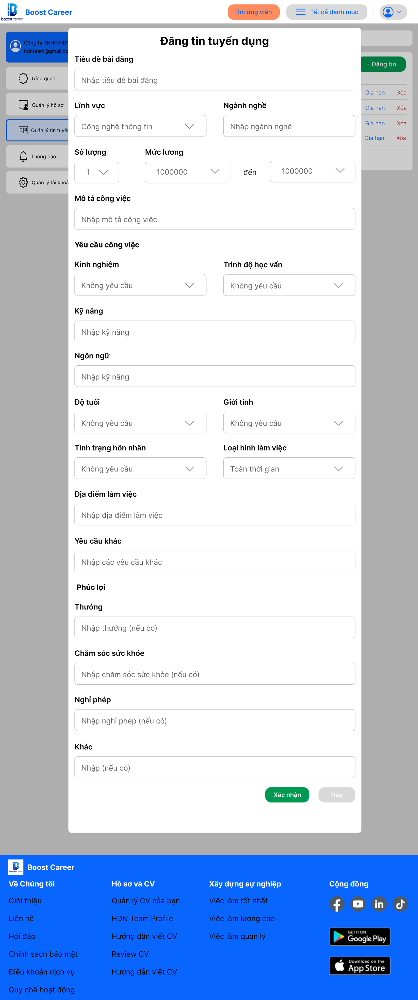 booost career
Boost Career
Tìm ứng viên
Tất cả danh mục
Công ty TNHH HDN
hdnteam@gmail.co
Tổng quan
Quản lý hồ sơ
Quản lý tin tuyển
Thông báo
Quản lý tài khoả
+ Đăng tin
Gia hạn Xóa
Gia hạn Xóa
Gia hạn Xóa
Gia hạn Xóa
Đăng tin tuyển dụng
Tiêu đề bài đăng
Nhập tiêu đề bài đăng
Lĩnh vực Ngành nghề
Công nghệ thông tin Nhập ngành nghề
Số lượng Mức lương
1 1000000 đến 1000000
Mô tả công việc
Nhập mô tả công việc
Yêu cầu công việc
Kinh nghiệm Trình độ học vấn
Không yêu cầu Không yêu cầu
Kỹ năng
Nhập kỹ năng
Ngôn ngữ
Nhập kỹ năng
Độ tuổi Giới tính
Không yêu cầu Không yêu cầu
Tình trạng hôn nhân Loại hình làm việc
Không yêu cầu Toàn thời gian
Địa điểm làm việc
Nhập địa điểm làm việc
Yêu cầu khác
Nhập các yêu cầu khác
Phúc lợi
Thưởng
Nhập thưởng (nếu có)
Chăm sóc sức khỏe
Nhập chăm sóc sức khỏe (nếu có)
Nghỉ phép
Nhập nghỉ phép (nếu có)
Khác
Nhập (nếu có)
Xác nhận Hủy
booost career
Boost Career
Về Chúng tôi
Giới thiệu
Liên hệ
Hỏi đáp
Chính sách bảo mật
Điều khoản dịch vụ
Quy chế hoạt động
Hồ sơ và CV
Quản lý CV của bạn
HDN Team Profile
Hướng dẫn viết CV
Review CV
Hướng dẫn viết CV
Xây dựng sự nghiệp
Việc làm tốt nhất
Việc làm lương cao
Việc làm quản lý
Cộng đồng
GET IT ON
Google Play
Download on the
App Store